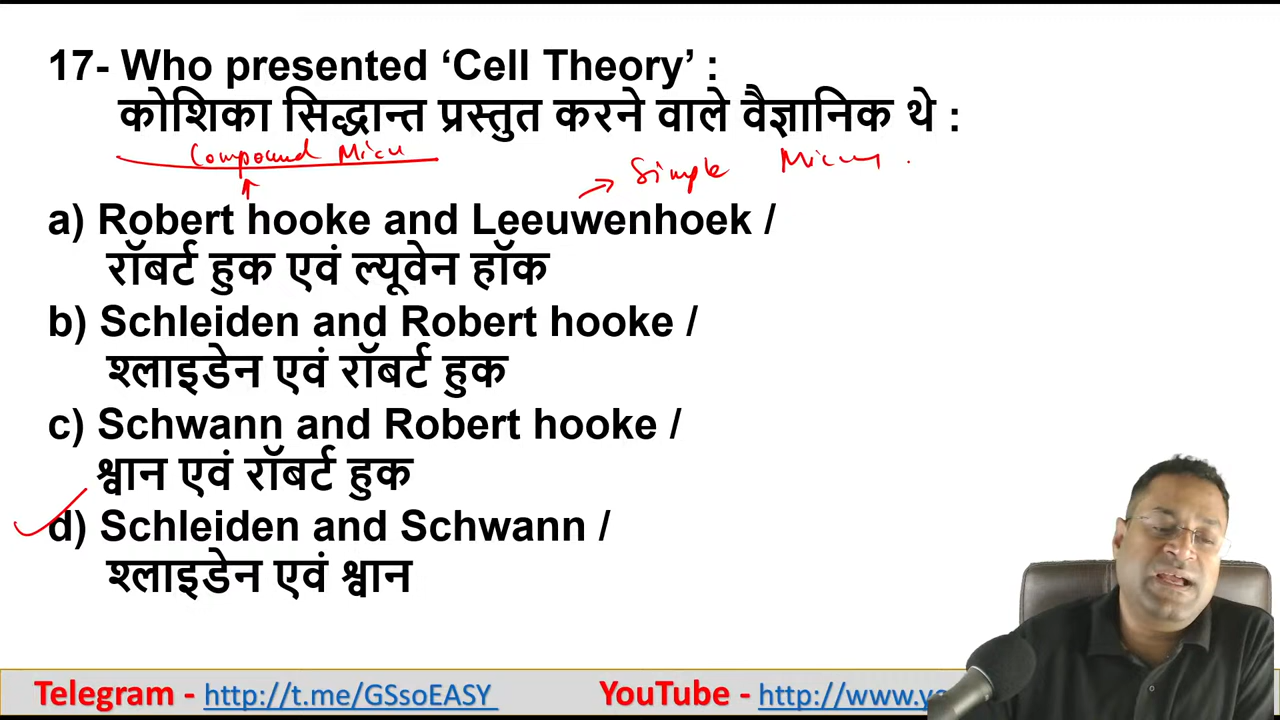 17- Who presented ‘Cell Theory’ :
कोशिका सिद्धान्त प्रस्तुत करने वाले वैज्ञानिक थे :
Compound Micr
Simple Micro
a) Robert hooke and Leeuwenhoek /
रॉबर्ट हुक एवं ल्यूवेन हॉक
b) Schleiden and Robert hooke /
श्लाइडेन एवं रॉबर्ट हुक
c) Schwann and Robert hooke /
श्वान एवं रॉबर्ट हुक
d) Schleiden and Schwann /
श्लाइडेन एवं श्वान
Telegram - http://t.me/GSsoEASY YouTube - http://www.yo